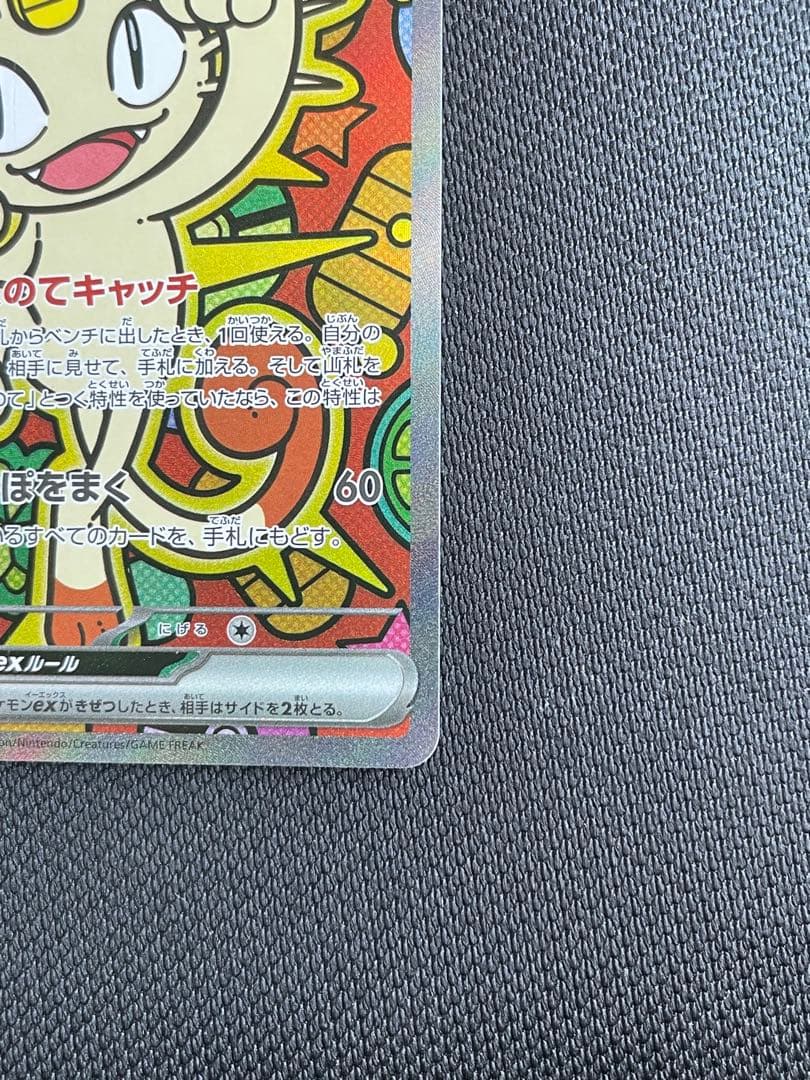 のてキャッチ
札からベンチに出したとき、1回使える。自分の
相手に見せて、手札に加える。そして山札を
て」とつく特性を使っていたなら、この特性は
ぽをまく 60
いるすべてのカードを、手札にもどす。
にげる
exルール
ケモンexがきぜつしたとき、相手はサイドを2枚とる。
on/Nintendo/Creatures/GAME FREAK